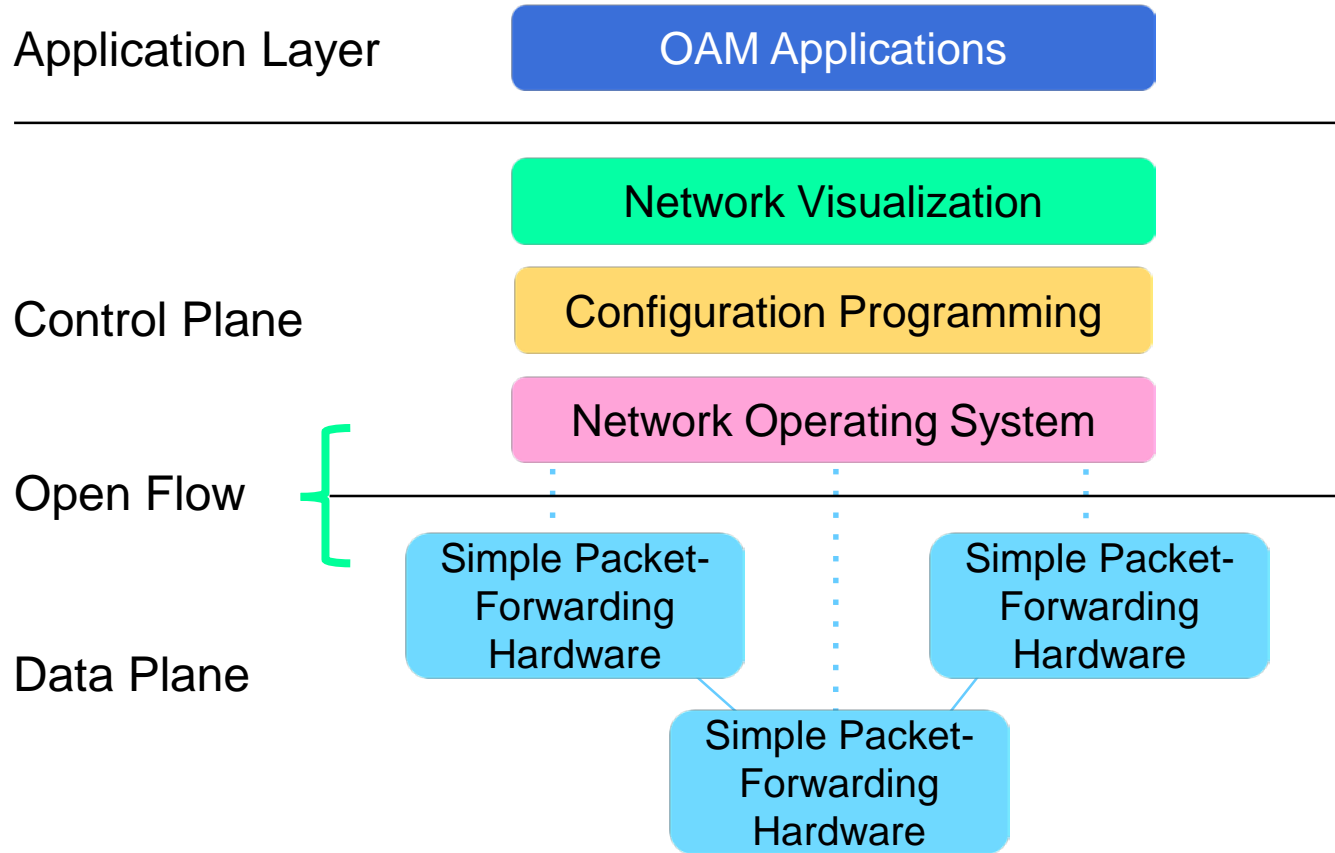 Application Layer
OAM Applications
Network Visualization
Control Plane
Configuration Programming
Network Operating System
Open Flow
Simple Packet-
Forwarding
Hardware
Simple Packet-
Forwarding
Hardware
Data Plane
Simple Packet-
Forwarding
Hardware